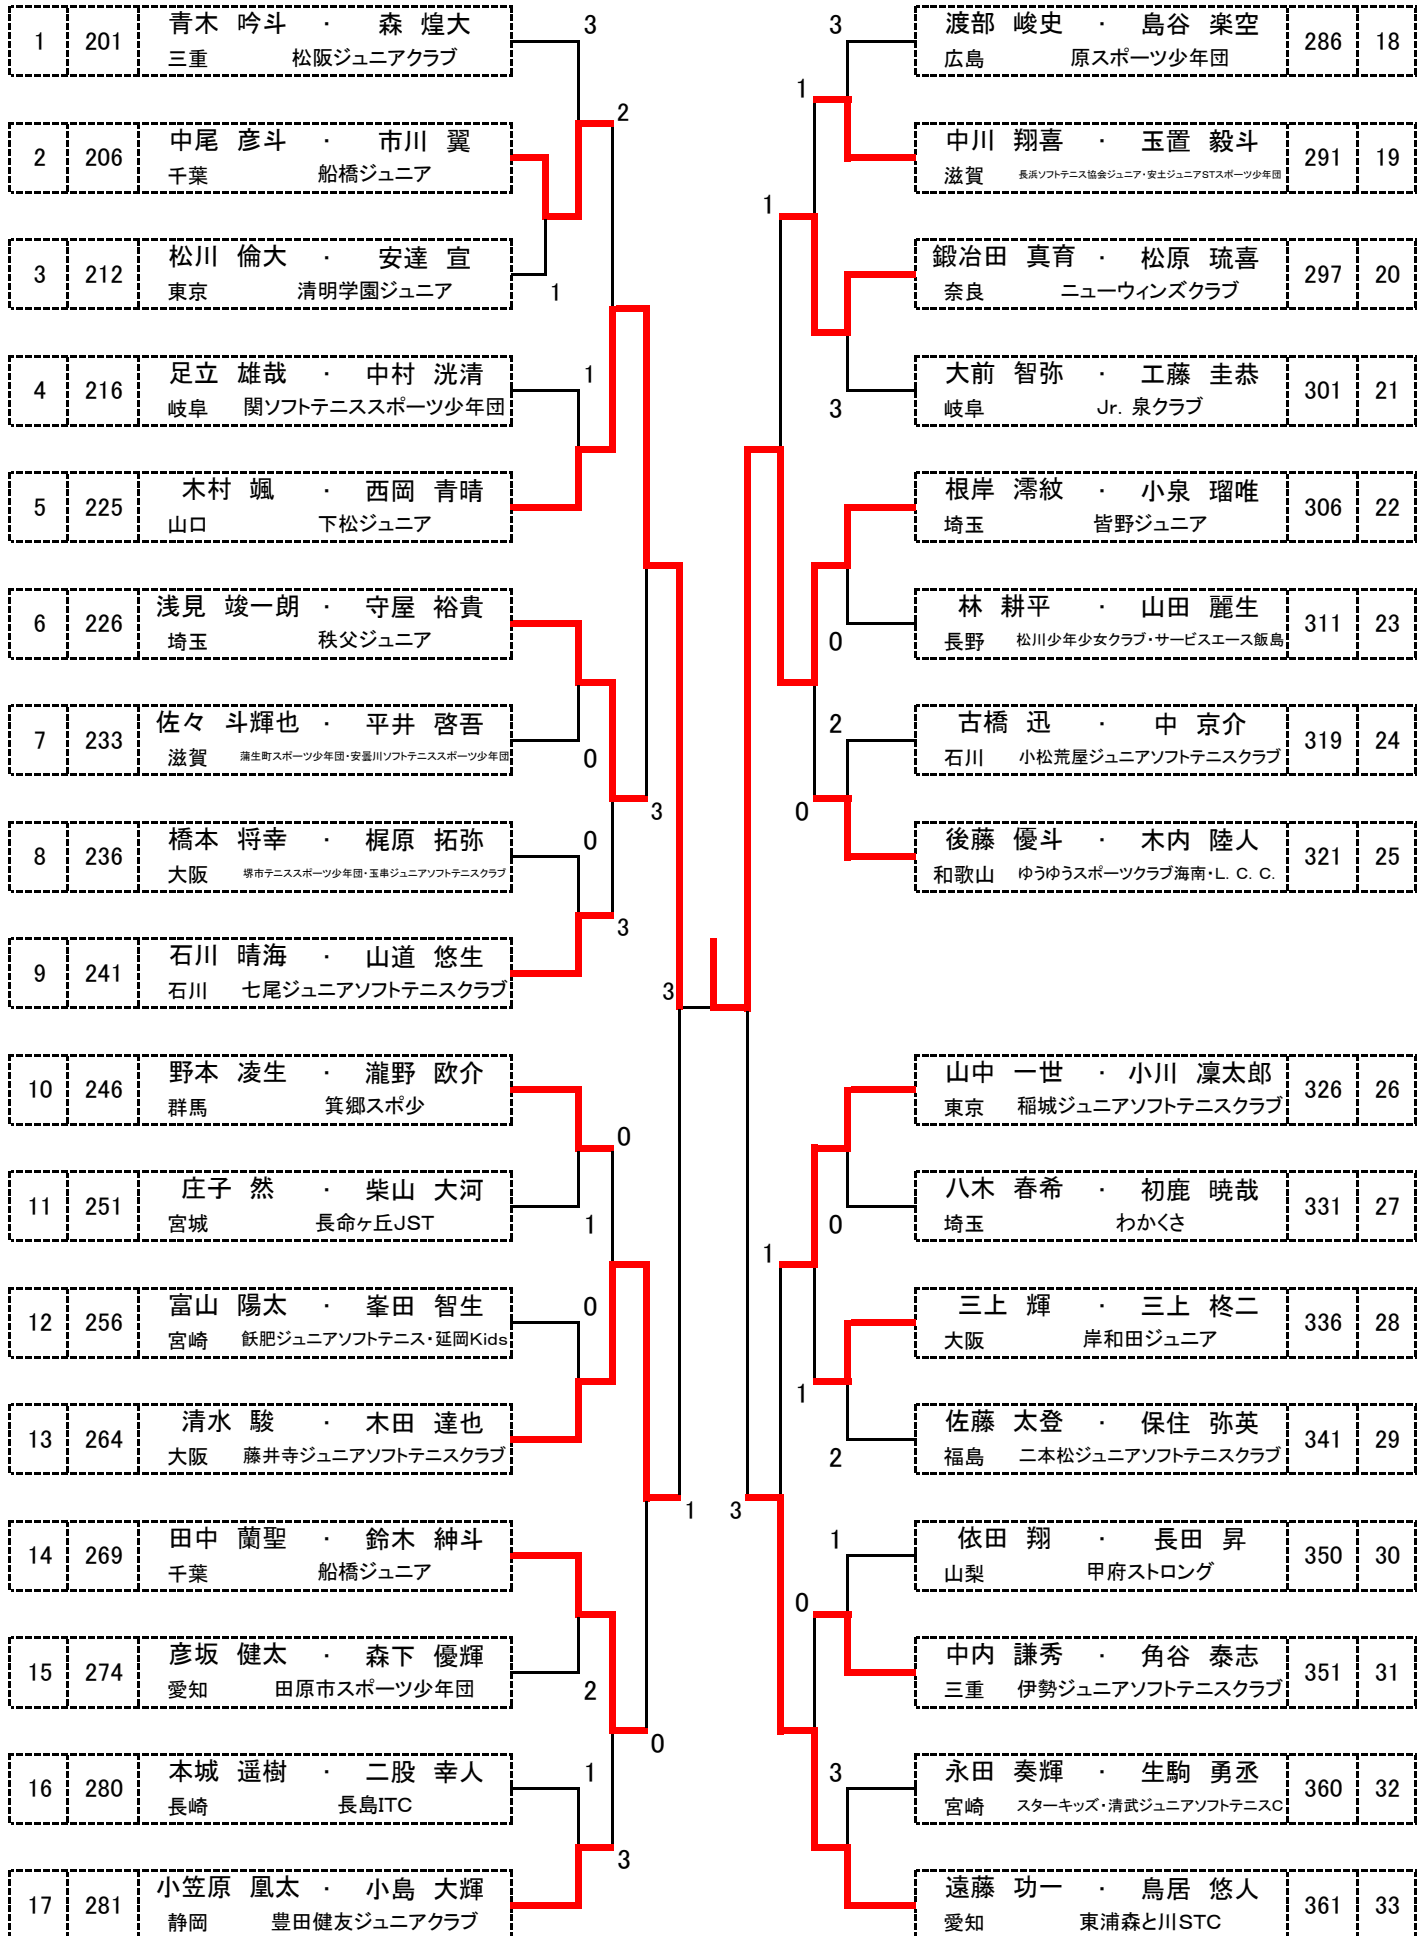 1 201 青木 吟斗 ・ 森 煌大
三重 松阪ジュニアクラブ
3
2
2 206 中尾 彦斗 ・ 市川 翼
千葉 船橋ジュニア
3 212 松川 倫大 ・ 安達 宣
東京 清明学園ジュニア
1
4 216 足立 雄哉 ・ 中村 洸清
岐阜 関ソフトテニススポーツ少年団
1
5 225 木村 颯 ・ 西岡 青晴
山口 下松ジュニア
6 226 浅見 竣一朗 ・ 守屋 裕貴
埼玉 秩父ジュニア
7 233 佐々 斗輝也 ・ 平井 啓吾
滋賀 蒲生町スポーツ少年団・安曇川ソフトテニススポーツ少年団
0
3
8 236 橋本 将幸 ・ 梶原 拓弥
大阪 堺市テニススポーツ少年団・玉串ジュニアソフトテニスクラブ
0
3
9 241 石川 晴海 ・ 山道 悠生
石川 七尾ジュニアソフトテニスクラブ
3
10 246 野本 凌生 ・ 瀧野 欧介
群馬 箕郷スポ少
0
11 251 庄子 然 ・ 柴山 大河
宮城 長命ヶ丘JST
1
12 256 富山 陽太 ・ 峯田 智生
宮崎 飫肥ジュニアソフトテニス・延岡Kids
0
13 264 清水 駿 ・ 木田 達也
大阪 藤井寺ジュニアソフトテニスクラブ
1
14 269 田中 蘭聖 ・ 鈴木 紳斗
千葉 船橋ジュニア
15 274 彦坂 健太 ・ 森下 優輝
愛知 田原市スポーツ少年団
2
0
16 280 本城 遥樹 ・ 二股 幸人
長崎 長島ITC
1
3
17 281 小笠原 凰太 ・ 小島 大輝
静岡 豊田健友ジュニアクラブ
3
渡部 峻史 ・ 島谷 楽空 286 18
広島 原スポーツ少年団
1
中川 翔喜 ・ 玉置 毅斗 291 19
滋賀 長浜ソフトテニス協会ジュニア・安土ジュニアSTスポーツ少年団
1
鍛冶田 真育 ・ 松原 琉喜 297 20
奈良 ニューウィンズクラブ
大前 智弥 ・ 工藤 圭恭 301 21
岐阜 Jr. 泉クラブ
3
根岸 澪紋 ・ 小泉 瑠唯 306 22
埼玉 皆野ジュニア
林 耕平 ・ 山田 麗生 311 23
長野 松川少年少女クラブ・サービスエース飯島
0
2
古橋 迅 ・ 中 京介 319 24
石川 小松荒屋ジュニアソフトテニスクラブ
0
後藤 優斗 ・ 木内 陸人 321 25
和歌山 ゆうゆうスポーツクラブ海南・L. C. C.
山中 一世 ・ 小川 凜太郎 326 26
東京 稲城ジュニアソフトテニスクラブ
八木 春希 ・ 初鹿 暁哉 331 27
埼玉 わかくさ
0
1
三上 輝 ・ 三上 柊二 336 28
大阪 岸和田ジュニア
1
佐藤 太登 ・ 保住 弥英 341 29
福島 二本松ジュニアソフトテニスクラブ
2
3
1
依田 翔 ・ 長田 昇 350 30
山梨 甲府ストロング
0
中内 謙秀 ・ 角谷 泰志 351 31
三重 伊勢ジュニアソフトテニスクラブ
3
永田 奏輝 ・ 生駒 勇丞 360 32
宮崎 スターキッズ・清武ジュニアソフトテニスC
遠藤 功一 ・ 鳥居 悠人 361 33
愛知 東浦森と川STC